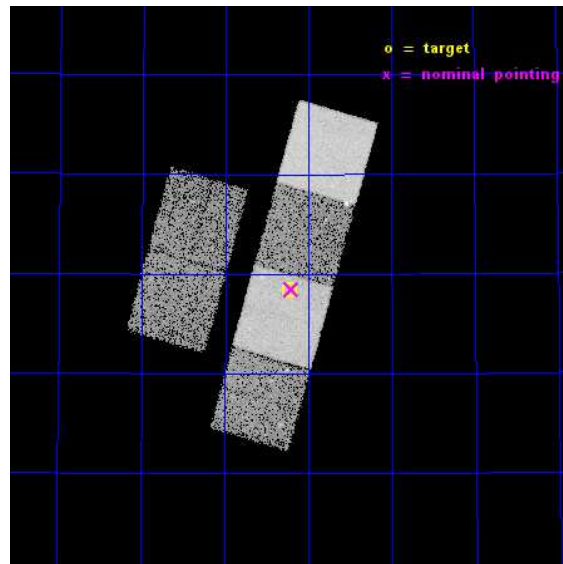 o = target
x = nominal pointing